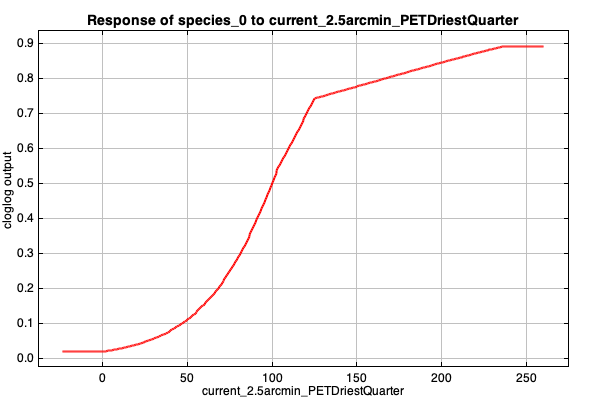 Response of species_0 to current_2.5arcmin_PETDriestQuarter
0.9
0.8
0.7
0.6
0.5
0.4
0.3
0.2
0.1
0.0
cloglog output
0 50 100 150 200 250
current_2.5arcmin_PETDriestQuarter